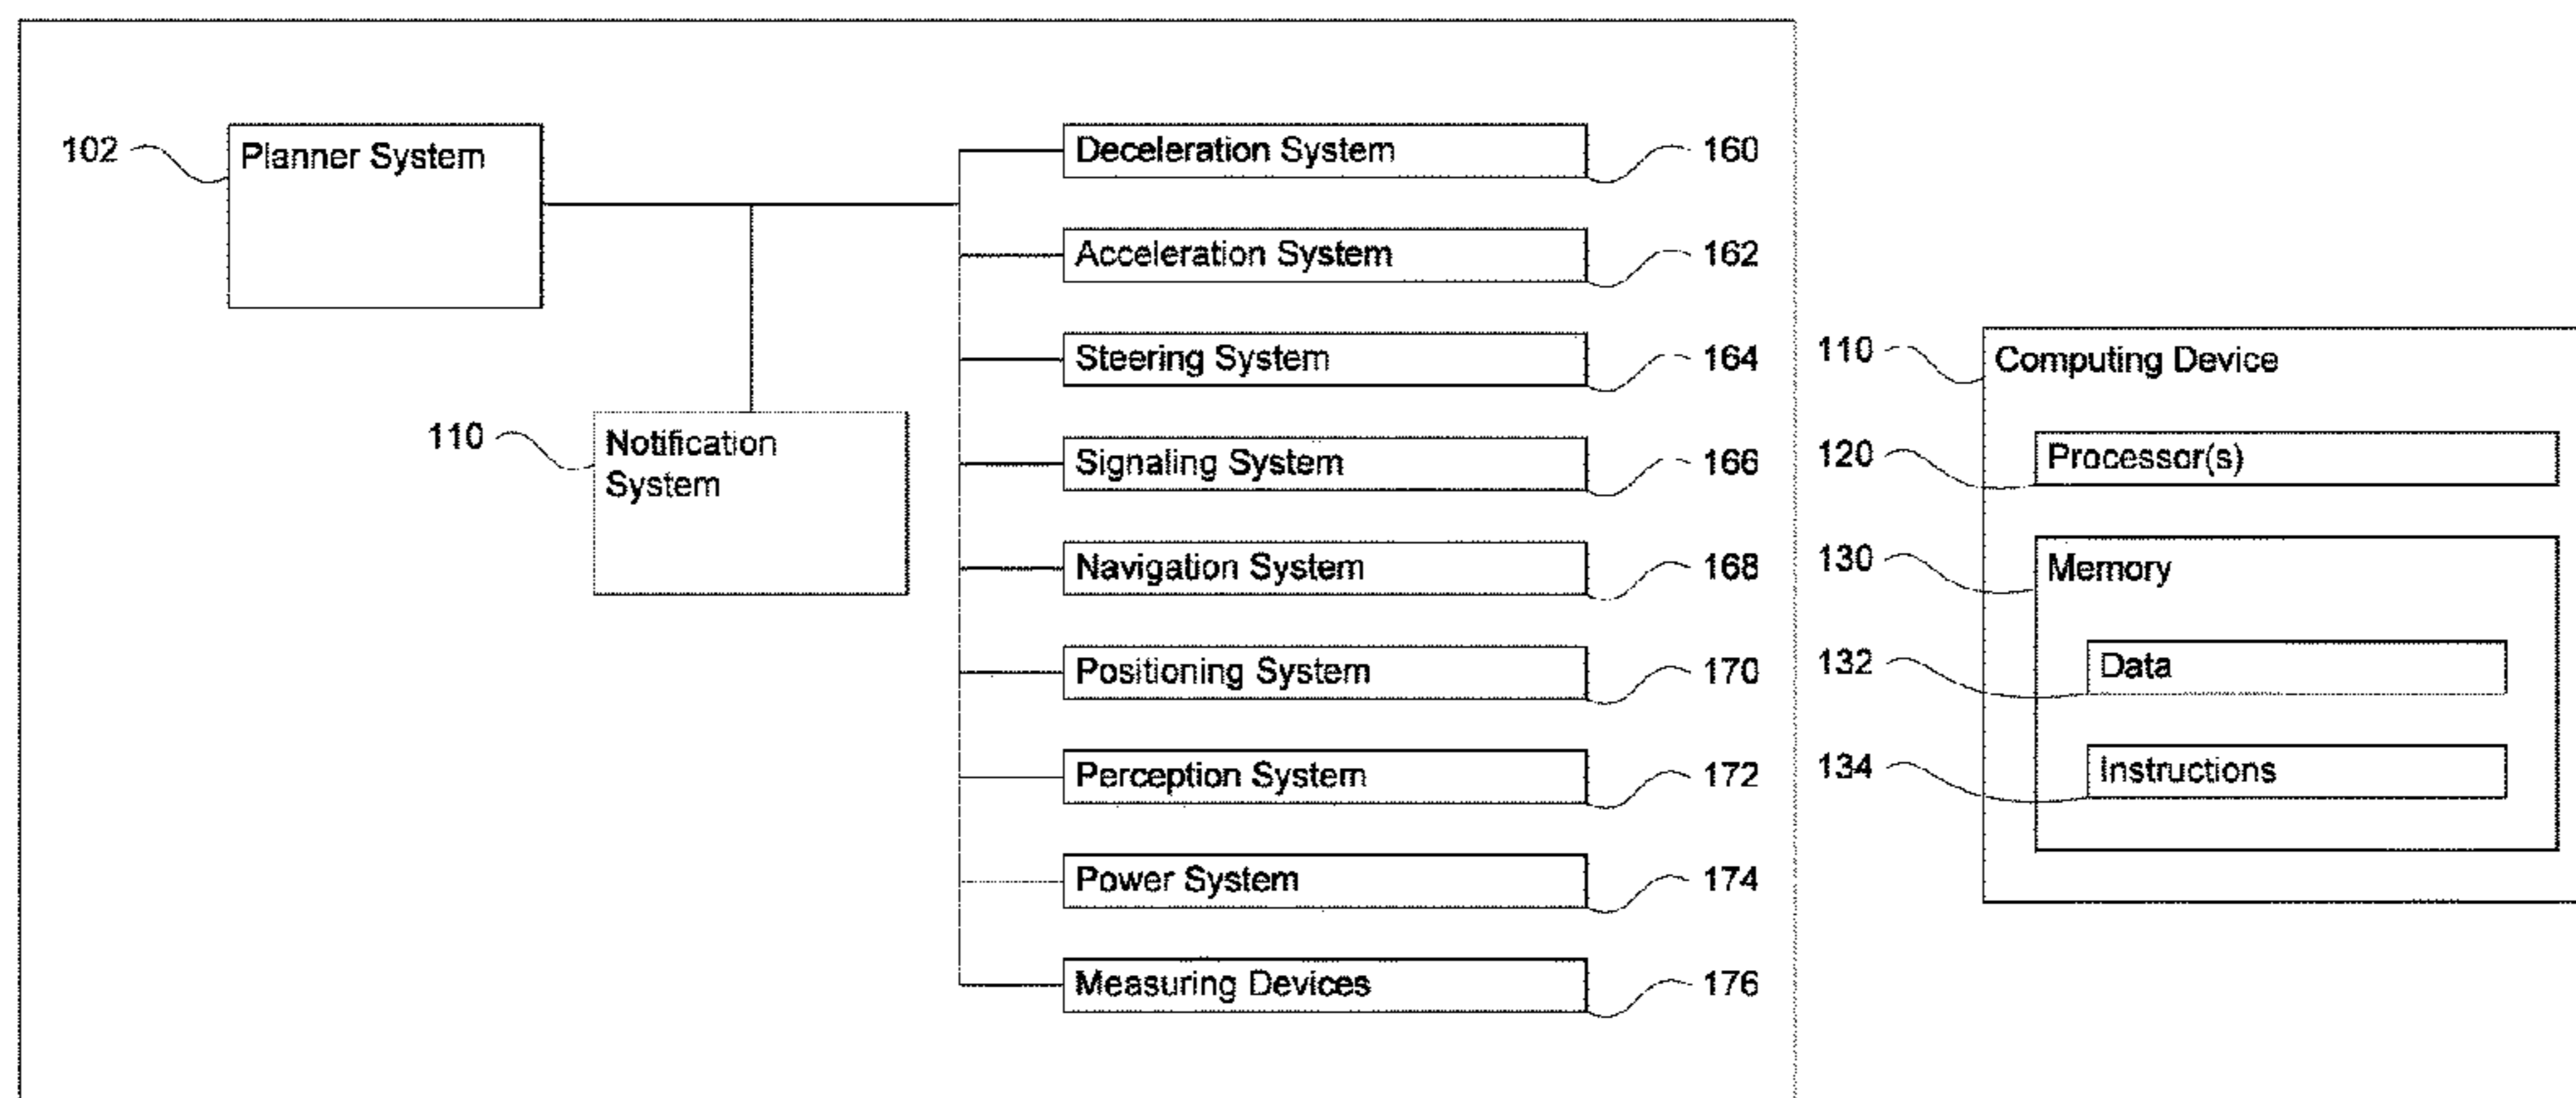 102
Planner System
110
Notification
System
Deceleration System
160
Acceleration System
162
Steering System
164
Signaling System
166
Navigation System
168
Positioning System
170
Perception System
172
Power System
174
Measuring Devices
176
110
Computing Device
120
Processor(s)
130
Memory
132
Data
134
Instructions